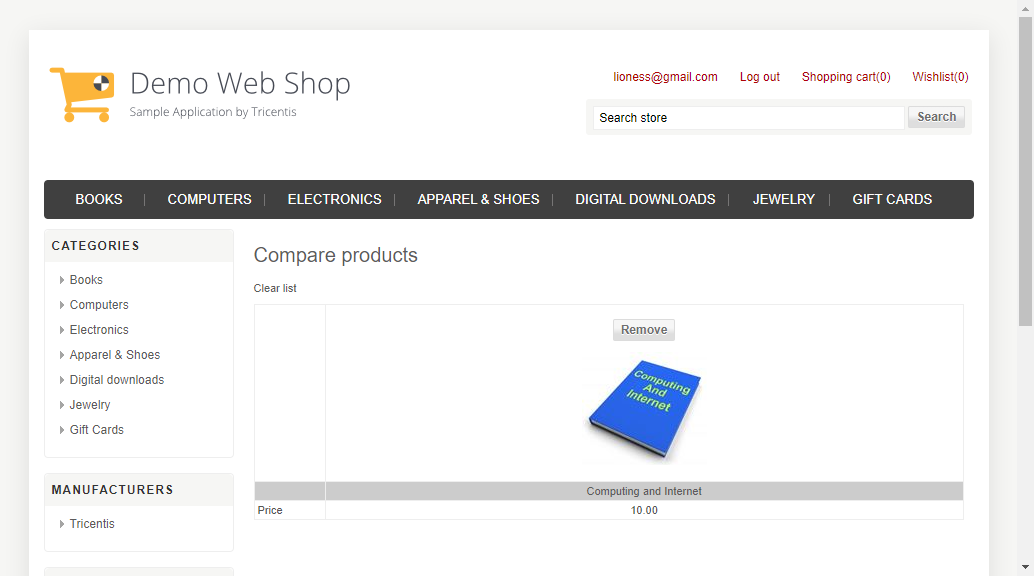 Demo Web Shop
Sample Application by Tricentis
lioness@gmail.com Log out Shopping cart(0) Wishlist(0)
Search store Search
BOOKS COMPUTERS ELECTRONICS APPAREL & SHOES DIGITAL DOWNLOADS JEWELRY GIFT CARDS
CATEGORIES
Books
Computers
Electronics
Apparel & Shoes
Digital downloads
Jewelry
Gift Cards
MANUFACTURERS
Tricentis
Compare products
Clear list
Remove
Computing
And
Internet
Computing and Internet
Price 10.00